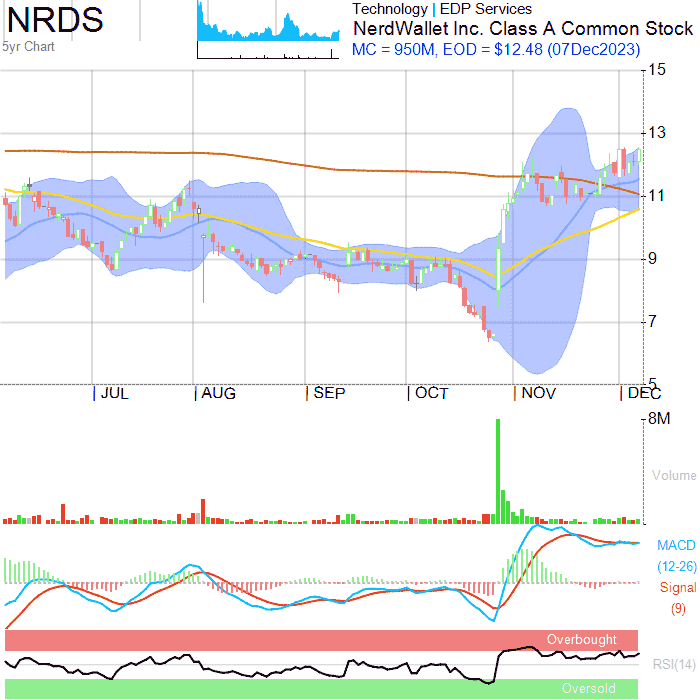 NRDS
5yr Chart
Technology | EDP Services
NerdWallet Inc. Class A Common Stock
MC = 950M, EOD = $12.48 (07Dec2023)
15
13
11
9
7
5
JUL AUG SEP OCT NOV DEC
8M
Volume
MACD
(12-26)
Signal
(9)
Overbought
RSI(14)
Oversold